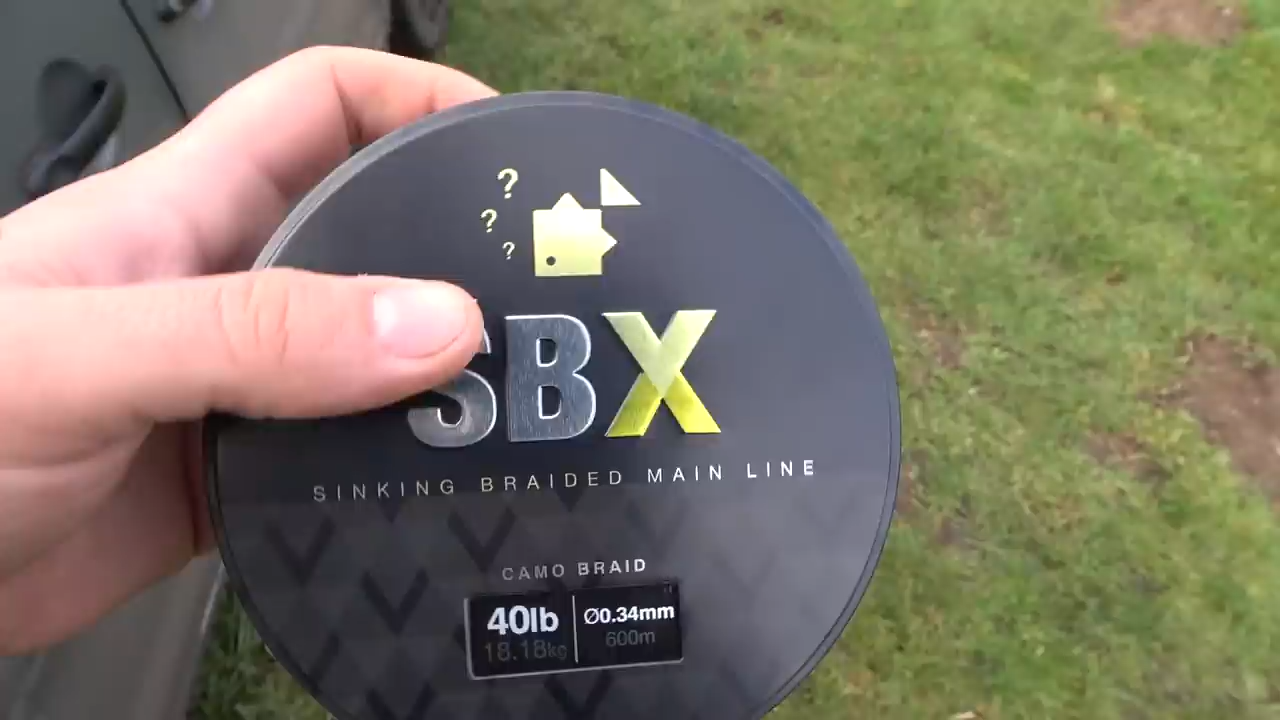 ? 
? 
? 
SBX
SINKING BRAIDED MAIN LINE
CAMO BRAID
40lb Ø0.34mm
18.18kg 600m